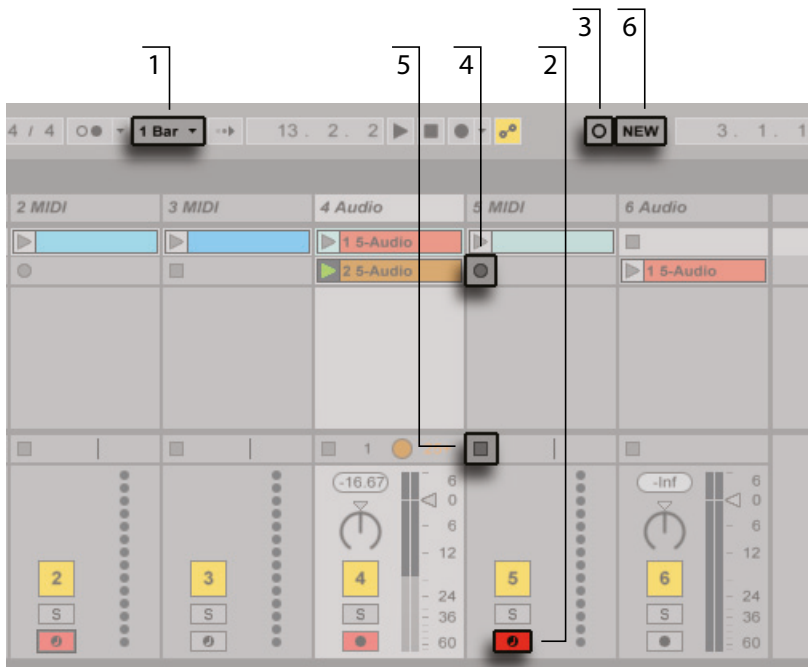 3 6
1 5 4 2
4 / 4 1 Bar 13. 2. 2 NEW 3. 1. 1
2 MIDI 3 MIDI 4 Audio 5 MIDI 6 Audio
1 5-Audio
2 5-Audio 1 5-Audio
1
-16.67 6 -Inf 6
0 0
6 6
12 12
2 3 4 5 6
24 24
S S S 36 S S 36
60 60